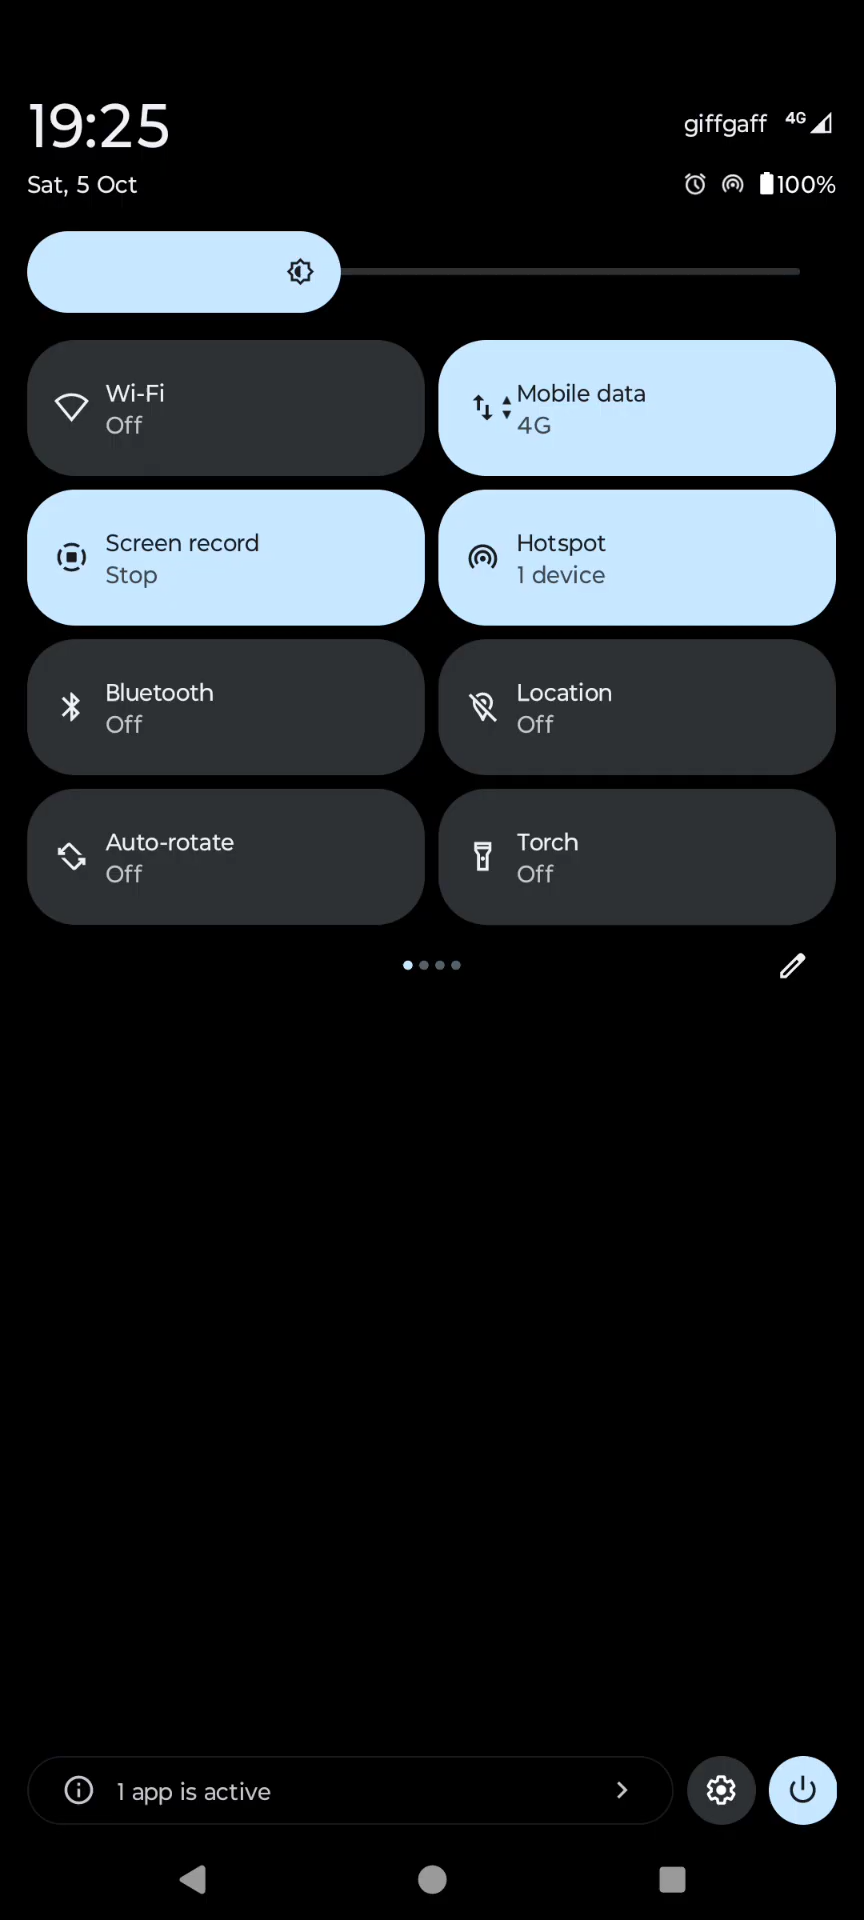 19:25
giffgaff 4G
Sat, 5 Oct
100%
Wi-Fi
Off
Mobile data
4G
Screen record
Stop
Hotspot
1 device
Bluetooth
Off
Location
Off
Auto-rotate
Off
Torch
Off
1 app is active